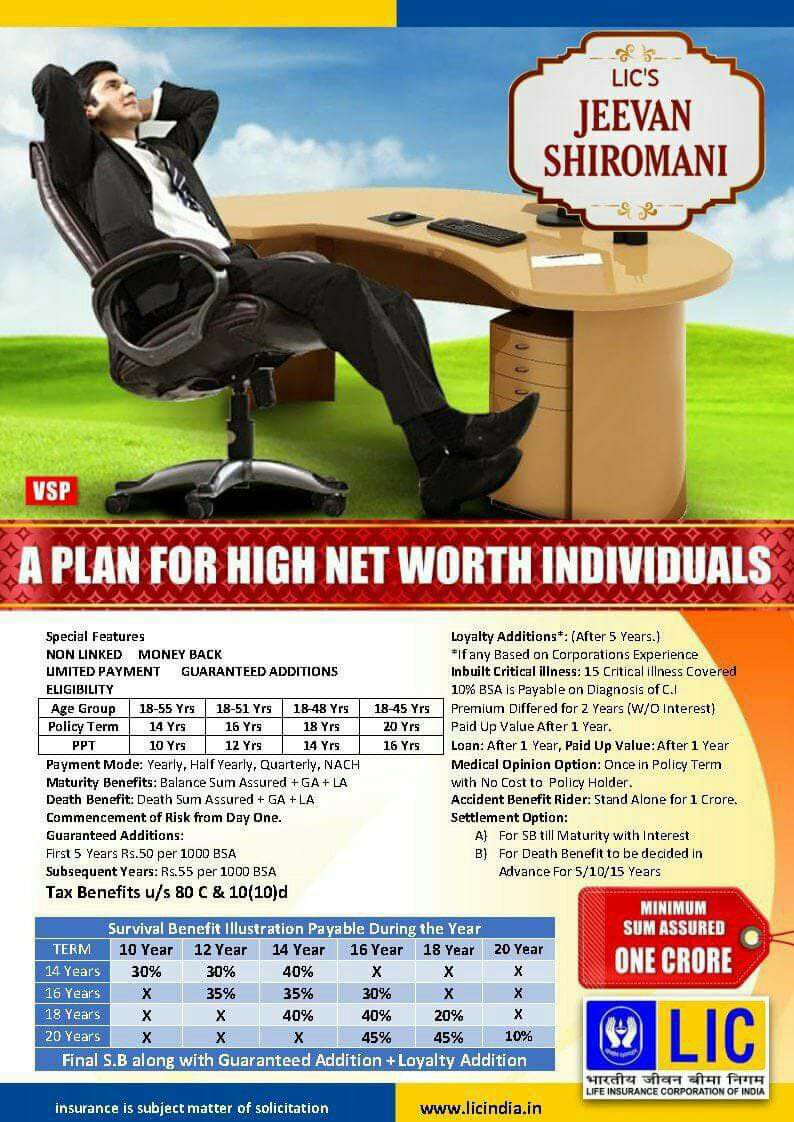 LIC'S
JEEVAN
SHIROMANI
VSP
A PLAN FOR HIGH NET WORTH INDIVIDUALS
Special Features
NON LINKED MONEY BACK
LIMITED PAYMENT GUARANTEED ADDITIONS
ELIGIBILITY
Age Group 18-55 Yrs 18-51 Yrs 18-48 Yrs 18-45 Yrs
Policy Term 14 Yrs 16 Yrs 18 Yrs 20 Yrs
PPT 10 Yrs 12 Yrs 14 Yrs 16 Yrs
Payment Mode: Yearly, Half Yearly, Quarterly, NACH
Maturity Benefits: Balance Sum Assured + GA + LA
Death Benefit: Death Sum Assured + GA + LA
Commencement of Risk from Day One.
Guaranteed Additions:
First 5 Years Rs.50 per 1000 BSA
Subsequent Years: Rs.55 per 1000 BSA
Tax Benefits u/s 80 C & 10(10)d
Loyalty Additions*: (After 5 Years.)
*If any Based on Corporations Experience
Inbuilt Critical illness: 15 Critical illness Covered
10% BSA is Payable on Diagnosis of C.I
Premium Differed for 2 Years (W/O Interest)
Paid Up Value After 1 Year.
Loan: After 1 Year, Paid Up Value: After 1 Year
Medical Opinion Option: Once in Policy Term
with No Cost to Policy Holder.
Accident Benefit Rider: Stand Alone for 1 Crore.
Settlement Option:
A) For SB till Maturity with Interest
B) For Death Benefit to be decided in
Advance For 5/10/15 Years
Survival Benefit Illustration Payable During the Year
TERM 10 Year 12 Year 14 Year 16 Year 18 Year 20 Year
14 Years 30% 30% 40% X X X
16 Years X 35% 35% 30% X X
18 Years X X 40% 40% 20% X
20 Years X X X 45% 45% 10%
Final S.B along with Guaranteed Addition + Loyalty Addition
MINIMUM
SUM ASSURED
ONE CRORE
LIC
भारतीय जीवन बीमा निगम
LIFE INSURANCE CORPORATION OF INDIA
insurance is subject matter of solicitation
www.licindia.in